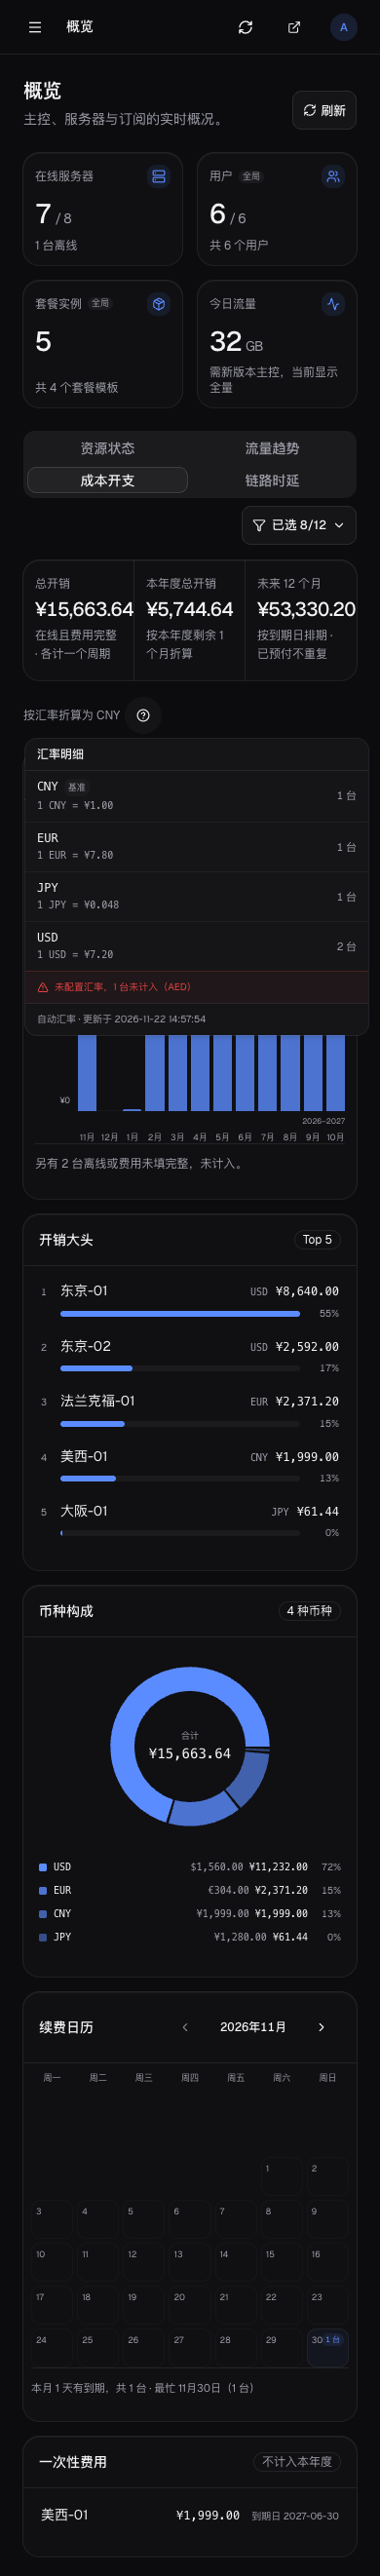 概览
A
概览
主控、服务器与订阅的实时概况。
刷新
在线服务器
7 / 8
1 台离线
用户 全局
6 / 6
共 6 个用户
套餐实例 全局
5
共 4 个套餐模板
今日流量
32 GB
需新版本主控，当前显示
全量
资源状态
流量趋势
成本开支
链路时延
已选 8/12
总开销
¥15,663.64
在线且费用完整
· 各计一个周期
本年度总开销
¥5,744.64
按本年度剩余 1
个月折算
未来 12 个月
¥53,330.20
按到期日排期 ·
已预付不重复
按汇率折算为 CNY
汇率明细
CNY 基准
1 CNY = ¥1.00
1 台
EUR
1 EUR = ¥7.80
1 台
JPY
1 JPY = ¥0.048
1 台
USD
1 USD = ¥7.20
2 台
未配置汇率，1 台未计入（AED）
自动汇率 · 更新于 2026-11-22 14:57:54
¥0
2026–2027
11月 12月 1月 2月 3月 4月 5月 6月 7月 8月 9月 10月
另有 2 台离线或费用未填完整，未计入。
开销大头
Top 5
1 东京-01 USD ¥8,640.00
55%
2 东京-02 USD ¥2,592.00
17%
3 法兰克福-01 EUR ¥2,371.20
15%
4 美西-01 CNY ¥1,999.00
13%
5 大阪-01 JPY ¥61.44
0%
币种构成
4 种币种
合计
¥15,663.64
USD $1,560.00 ¥11,232.00 72%
EUR €304.00 ¥2,371.20 15%
CNY ¥1,999.00 ¥1,999.00 13%
JPY ¥1,280.00 ¥61.44 0%
续费日历
2026年11月
周一 周二 周三 周四 周五 周六 周日
1 2
3 4 5 6 7 8 9
10 11 12 13 14 15 16
17 18 19 20 21 22 23
24 25 26 27 28 29 30 1 台
本月 1 天有到期，共 1 台 · 最忙 11月30日（1 台）
一次性费用
不计入本年度
美西-01 ¥1,999.00 到期日 2027-06-30